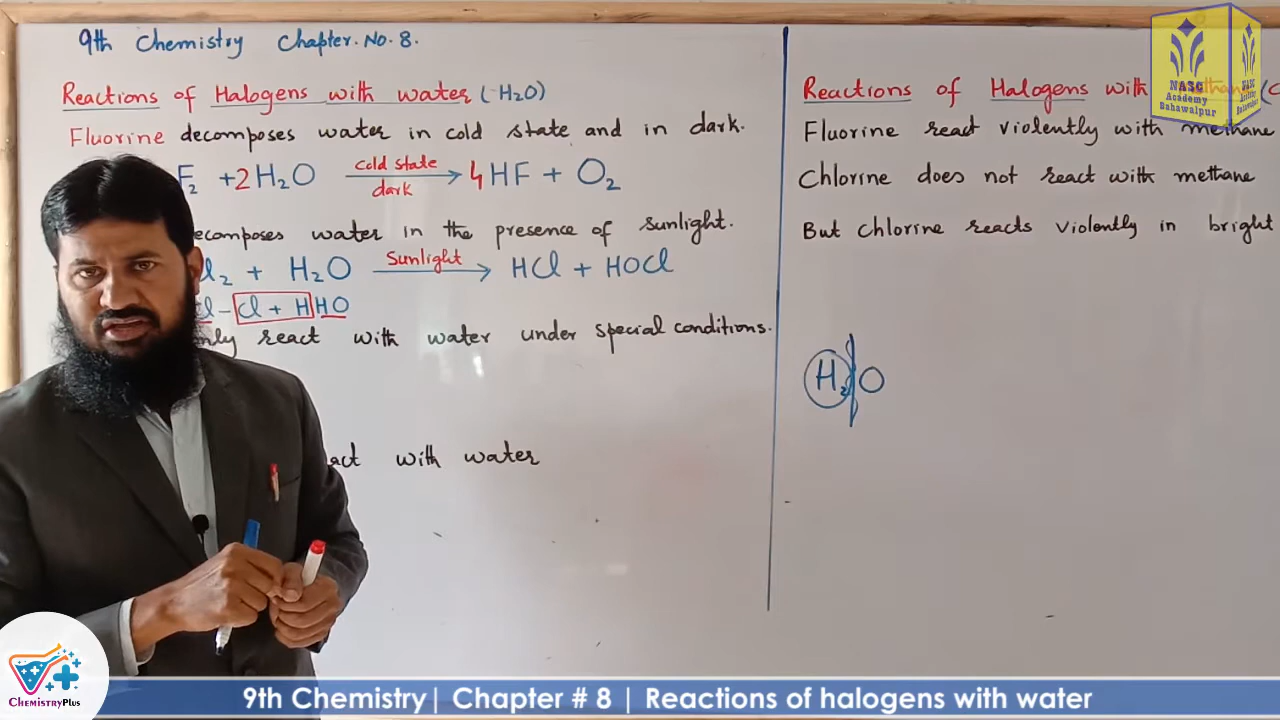 9th Chemistry Chapter.No.8.
Reactions of Halogens with water (H₂O)
Fluorine decomposes water in cold state and in dark.
F₂ + 2H₂O cold state dark → 4HF + O₂
ecomposes water in the presence of sunlight.
l₂ + H₂O Sunlight → HCl + HOCl
l - Cl + H HO
nly react with water under special conditions.
act with water
Reactions of Halogens with
Fluorine react violently with methane
Chlorine does not react with methane
But chlorine reacts violently in bright
H₂O
NASC
Academy
Bahawalpur
ChemistryPlus
9th Chemistry| Chapter # 8 | Reactions of halogens with water